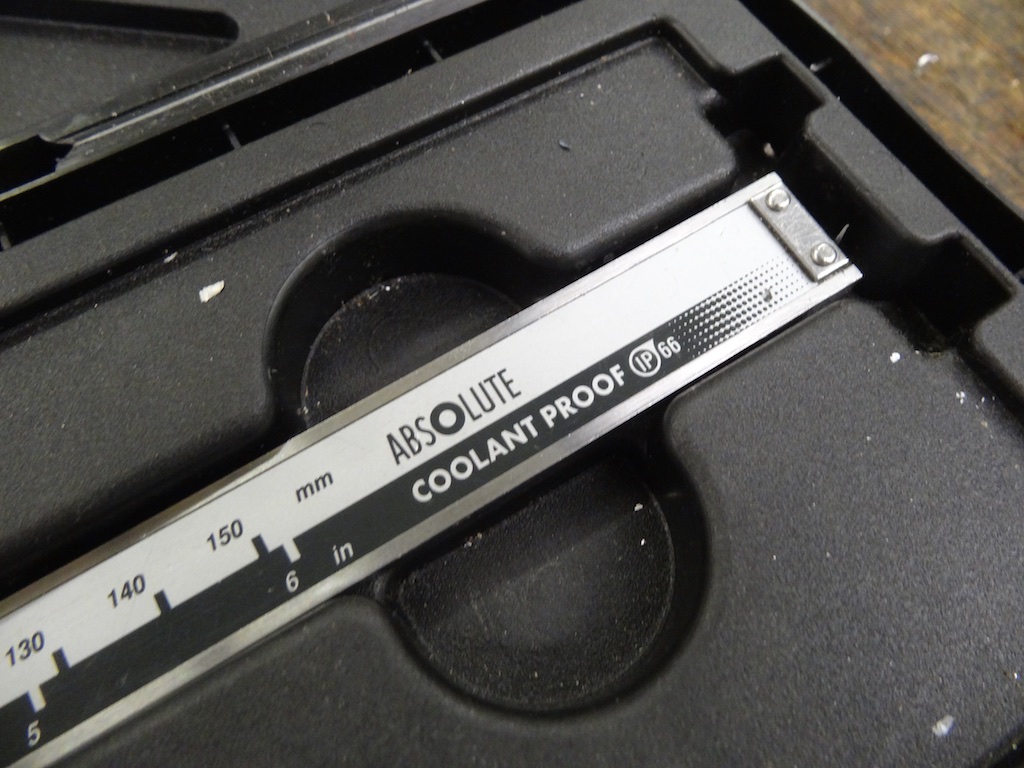 ABSOLUTE
COOLANT PROOF IP66
mm
150
140
130
in
6
5